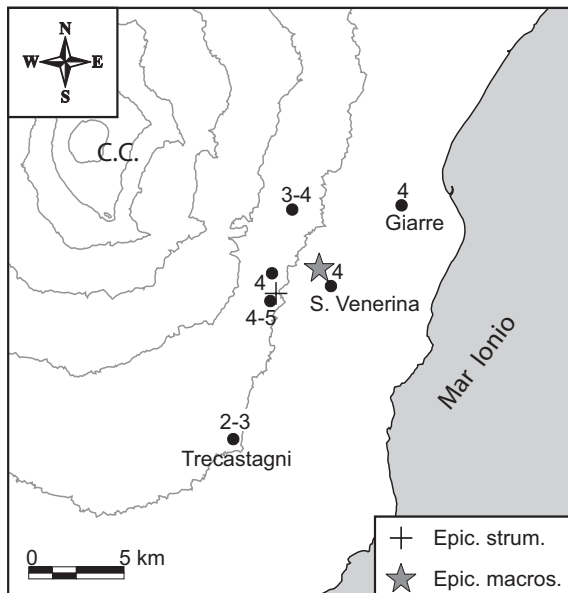 N
W E
S
C.C.
3-4
4
Giarre
4
4
S. Venerina
4-5
Mar Ionio
2-3
Trecastagni
0 5 km
Epic. strum.
Epic. macros.